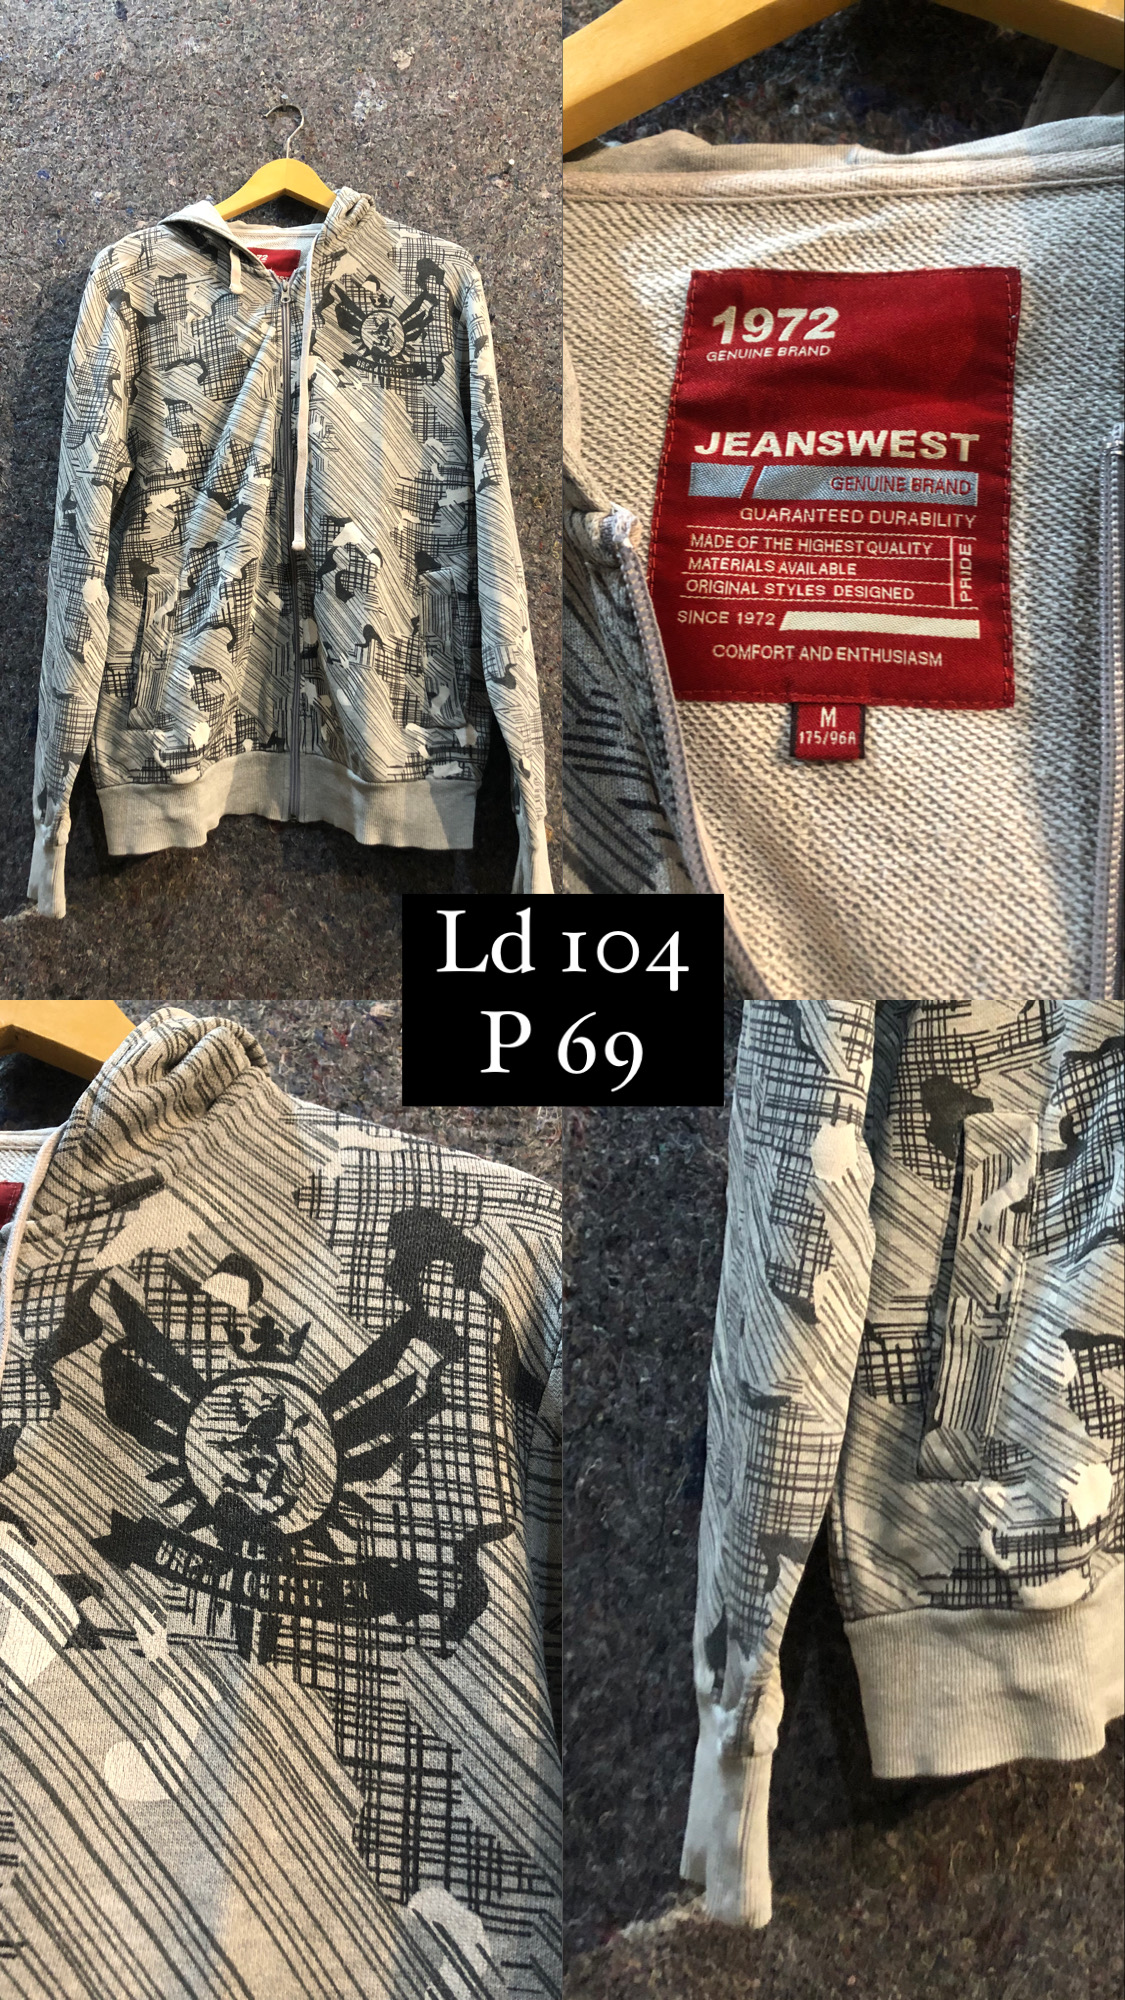 1972
GENUINE BRAND
JEANSWEST
GENUINE BRAND
GUARANTEED DURABILITY
MADE OF THE HIGHEST QUALITY
MATERIALS AVAILABLE
ORIGINAL STYLES DESIGNED
PRIDE
SINCE 1972
COMFORT AND ENTHUSIASM
M
175/96A
Ld 104
P 69